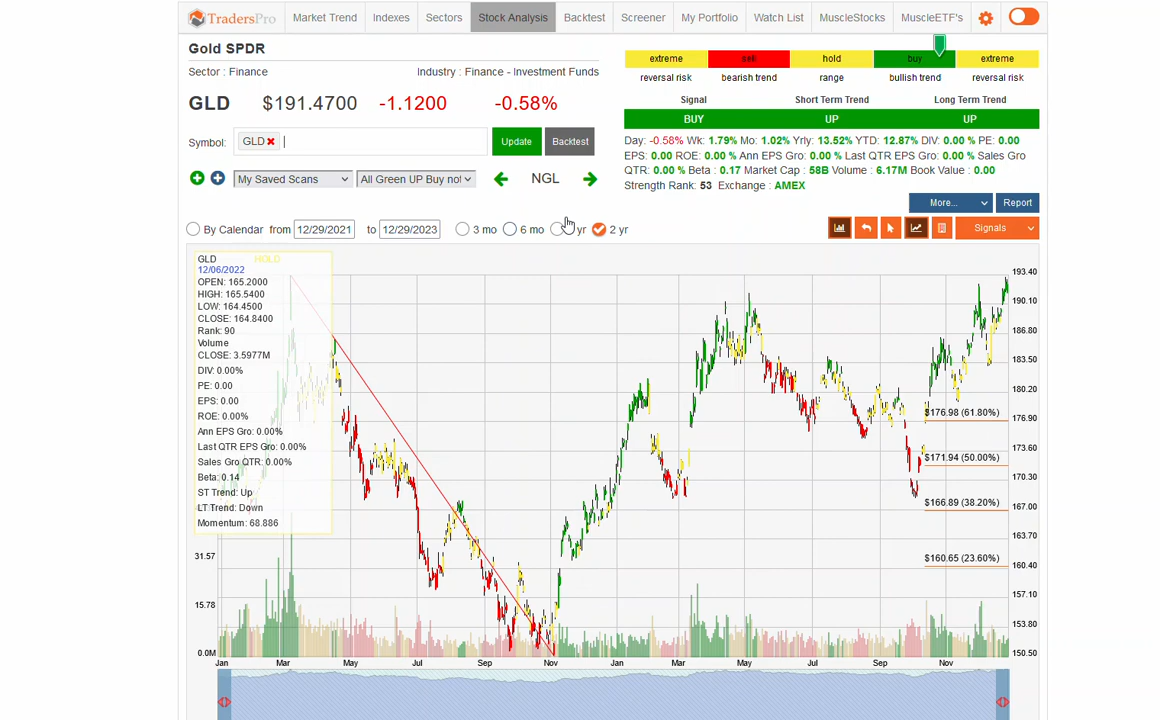 TradersPro Market Trend Indexes Sectors Stock Analysis Backtest Screener My Portfolio Watch List MuscleStocks MuscleETF's
Gold SPDR
Sector : Finance Industry : Finance - Investment Funds
GLD $191.4700 -1.1200 -0.58%
Symbol: GLD Update Backtest
My Saved Scans All Green UP Buy not NGL
extreme sell hold buy extreme
reversal risk bearish trend range bullish trend reversal risk
Signal Short Term Trend Long Term Trend
BUY UP UP
Day: -0.58% Wk: 1.79% Mo: 1.02% Yrly: 13.52% YTD: 12.87% DIV: 0.00 % PE: 0.00
EPS: 0.00 ROE: 0.00 % Ann EPS Gro: 0.00 % Last QTR EPS Gro: 0.00 % Sales Gro
QTR: 0.00 % Beta : 0.17 Market Cap : 58B Volume : 6.17M Book Value : 0.00
Strength Rank: 53 Exchange : AMEX
More... Report
By Calendar from 12/29/2021 to 12/29/2023 3 mo 6 mo yr 2 yr
Signals
GLD HOLD
12/06/2022
OPEN: 165.2000
HIGH: 165.5400
LOW: 164.4500
CLOSE: 164.8400
Rank: 90
Volume
CLOSE: 3.5977M
DIV: 0.00%
PE: 0.00
EPS: 0.00
ROE: 0.00%
Ann EPS Gro: 0.00%
Last QTR EPS Gro: 0.00%
Sales Gro QTR: 0.00%
Beta: 0.14
ST Trend: Up
LT Trend: Down
Momentum: 68.886
193.40
190.10
186.80
183.50
180.20
176.90
173.60
170.30
167.00
163.70
160.40
157.10
153.80
150.50
$176.98 (61.80%)
$171.94 (50.00%)
$166.89 (38.20%)
$160.65 (23.60%)
31.57
15.78
0.0M
Jan Mar May Jul Sep Nov Jan Mar May Jul Sep Nov